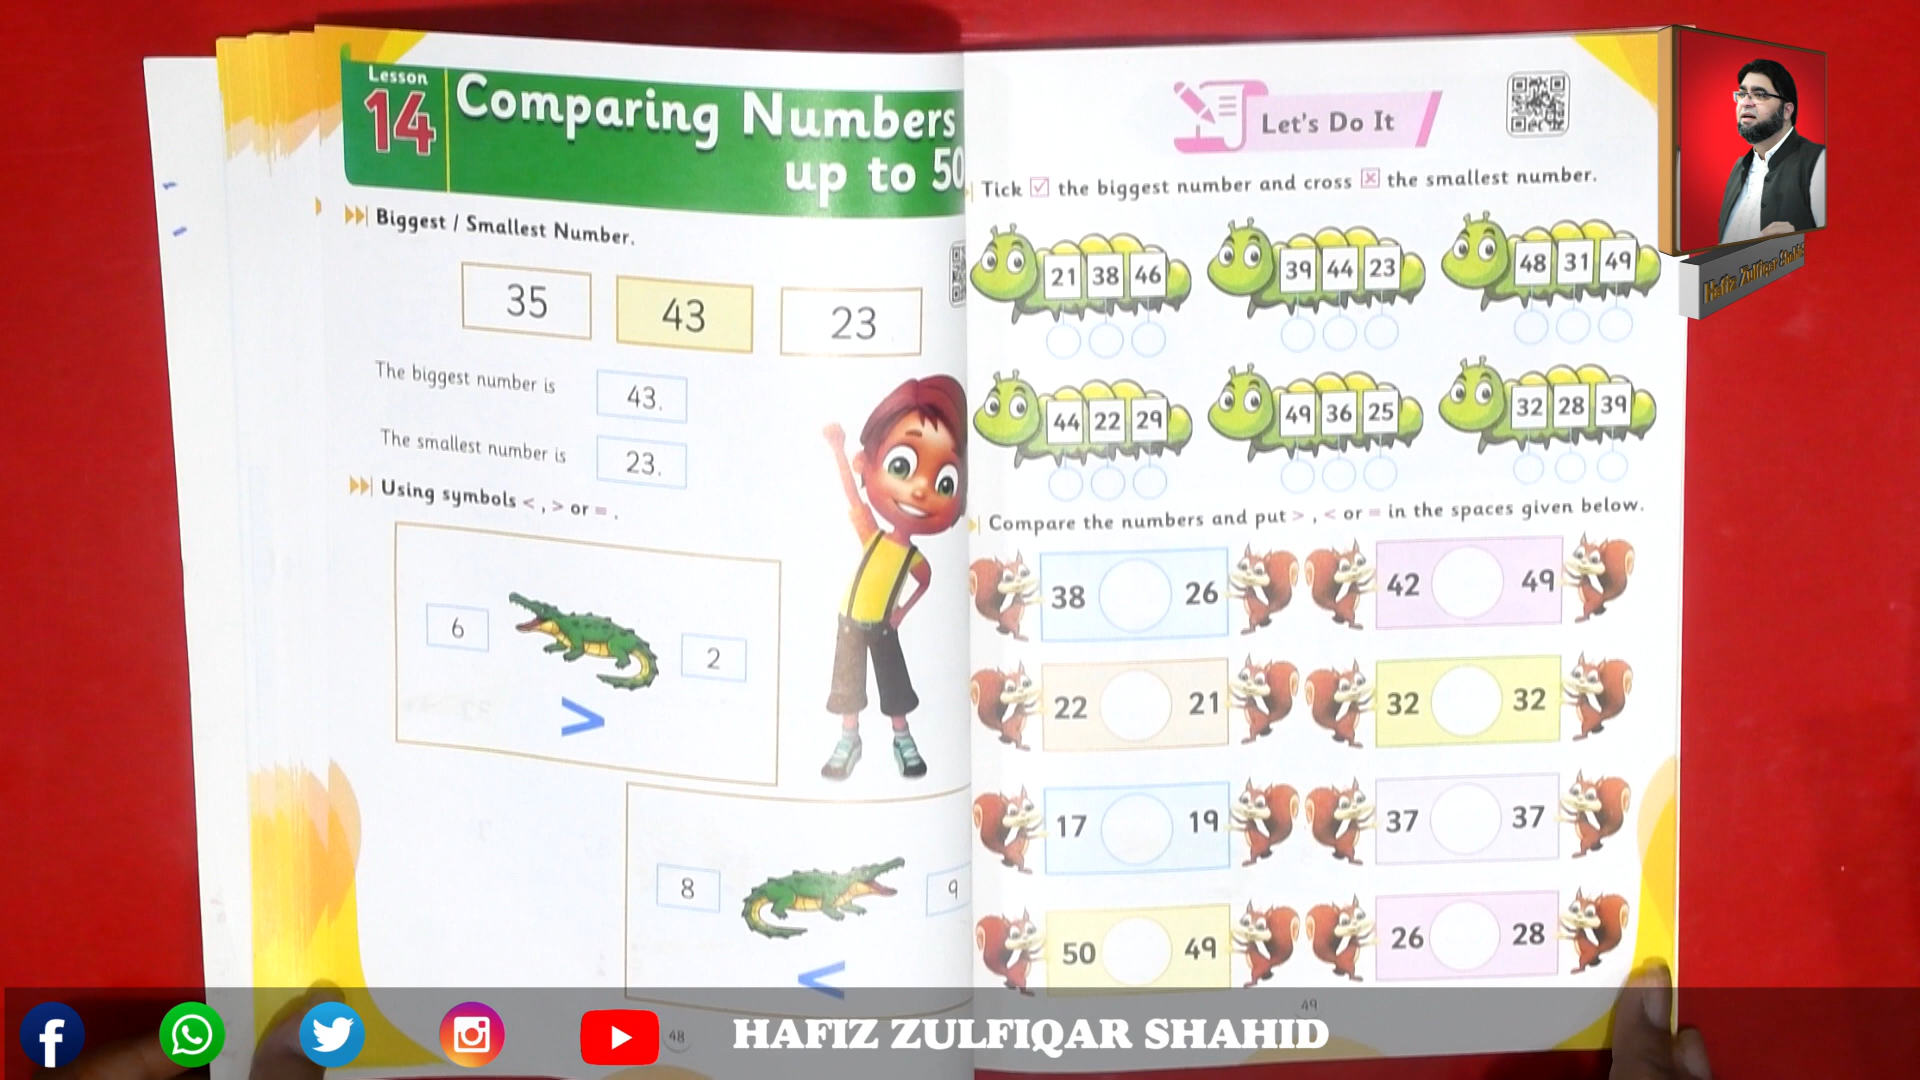 Lesson
14
Comparing Numbers
up to 50
Biggest / Smallest Number.
35 43 23
The biggest number is 43.
The smallest number is 23.
Using symbols < , > or = .
6 2
>
8 9
<
48
Let's Do It
Tick ☑ the biggest number and cross ☒ the smallest number.
21 38 46
39 44 23
48 31 49
44 22 29
49 36 25
32 28 39
Compare the numbers and put > , < or = in the spaces given below.
38 26
42 49
22 21
32 32
17 19
37 37
50 49
26 28
49
Hafiz Zulfiqar Shahid
HAFIZ ZULFIQAR SHAHID